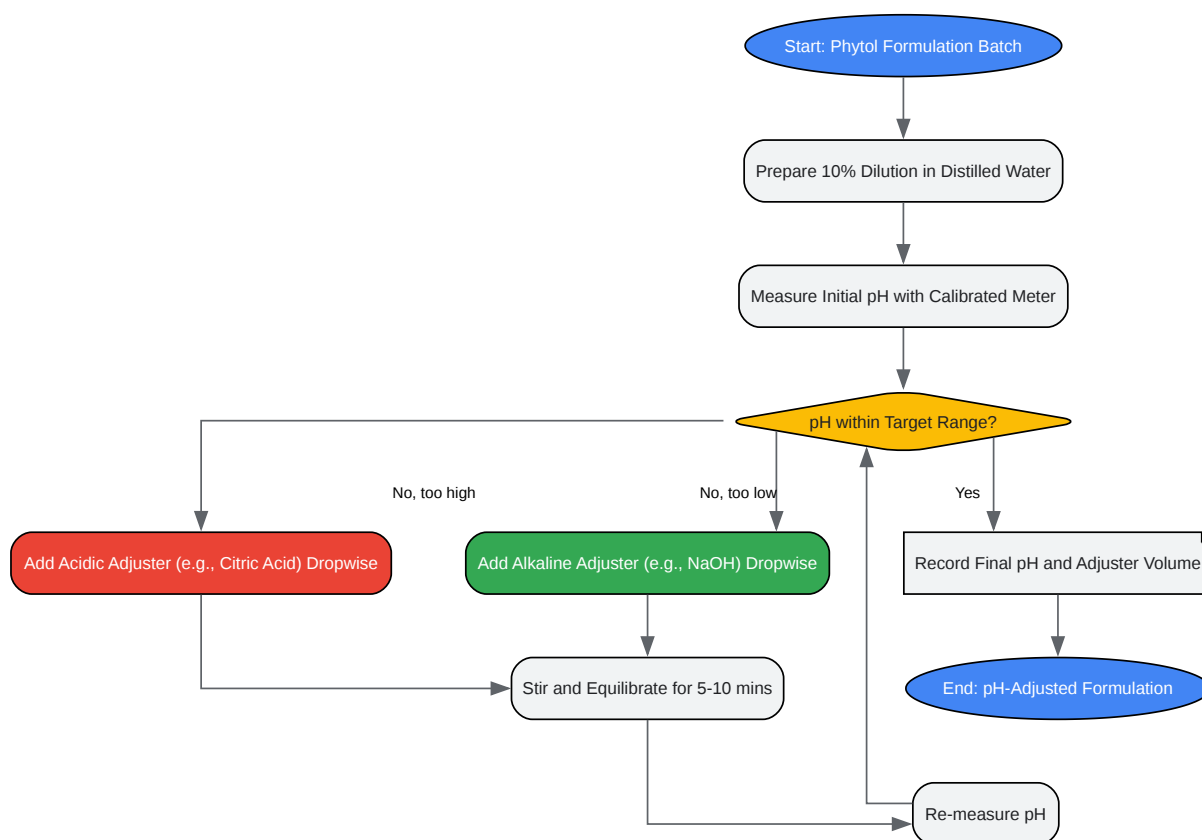 Start: Phytol Formulation Batch
Prepare 10% Dilution in Distilled Water
Measure Initial pH with Calibrated Meter
pH within Target Range?
No, too high
No, too low
Yes
Add Acidic Adjuster (e.g., Citric Acid) Dropwise
Add Alkaline Adjuster (e.g., NaOH) Dropwise
Record Final pH and Adjuster Volume
Stir and Equilibrate for 5-10 mins
End: pH-Adjusted Formulation
Re-measure pH